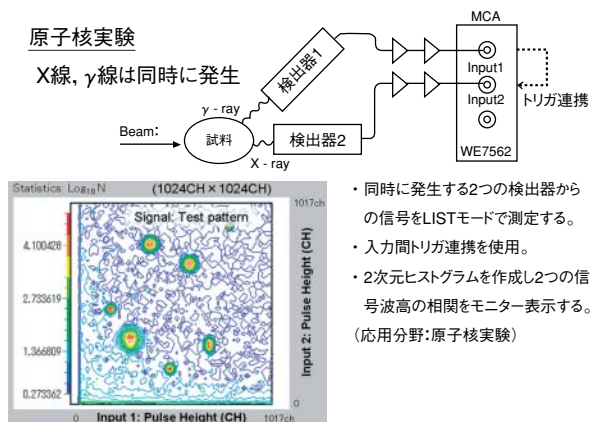 原子核実験
X線, γ線は同時に発生
MCA
検出器1
Input1
Input2
トリガ連携
γ - ray
Beam:
試料
検出器2
X - ray
WE7562
Statistics: Log10 N
(1024CH × 1024CH)
Signal: Test pattern
1017ch
4.100428
2.733619
1.366809
0.273362
Input 2: Pulse Height (CH)
0
0
Input 1: Pulse Height (CH)
1017ch
・同時に発生する2つの検出器から
の信号をLISTモードで測定する。
・入力間トリガ連携を使用。
・2次元ヒストグラムを作成し2つの信
号波高の相関をモニター表示する。
(応用分野:原子核実験)